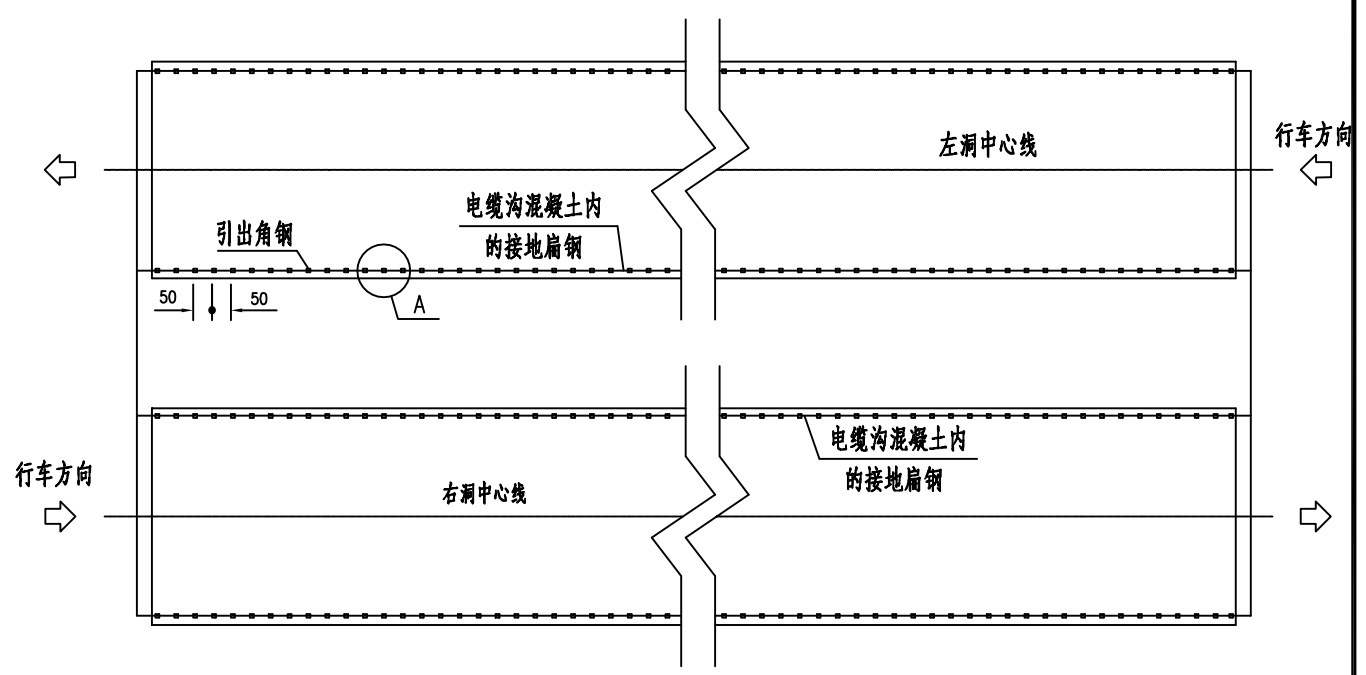 左洞中心线
行车方向
电缆沟混凝土内
的接地扁钢
引出角钢
50
50
A
电缆沟混凝土内
的接地扁钢
行车方向
右洞中心线